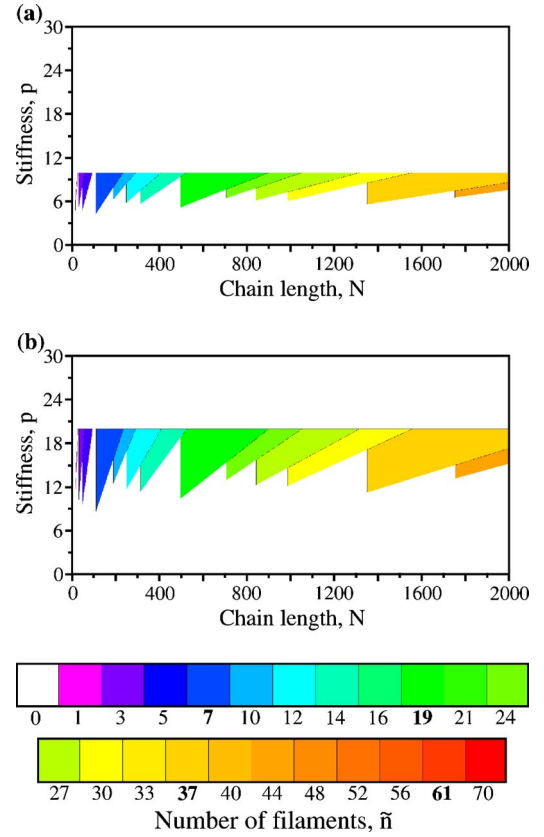 (a)
30
24
18
12
6
0
Stiffness, p
0 400 800 1200 1600 2000
Chain length, N
(b)
30
24
18
12
6
0
Stiffness, p
0 400 800 1200 1600 2000
Chain length, N
0 1 3 5 7 10 12 14 16 19 21 24
27 30 33 37 40 44 48 52 56 61 70
Number of filaments, ñ